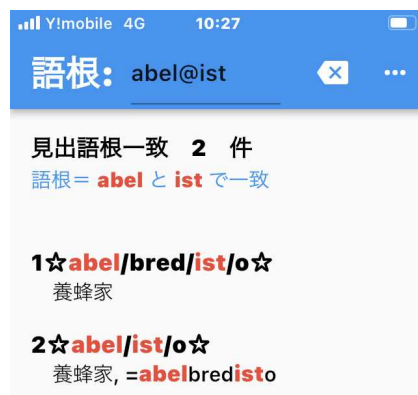 Y!mobile 4G 10:27
語根: abel@ist
見出語根一致 2 件
語根＝ abel と ist で一致
1☆abel/bred/ist/o☆
養蜂家
2☆abel/ist/o☆
養蜂家, =abelbredisto